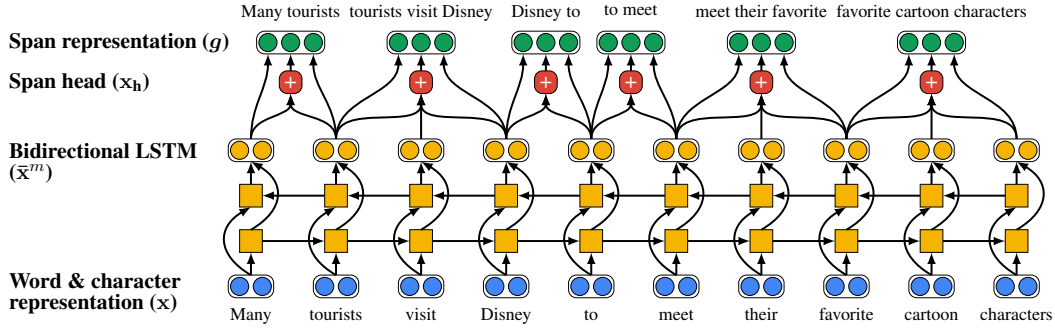 Many tourists tourists visit Disney Disney to to meet meet their favorite favorite cartoon characters
Span representation (g)
Span head (x_h)
+ + + + + +
Bidirectional LSTM
(x̄^m)
Word & character
representation (x)
Many tourists visit Disney to meet their favorite cartoon characters